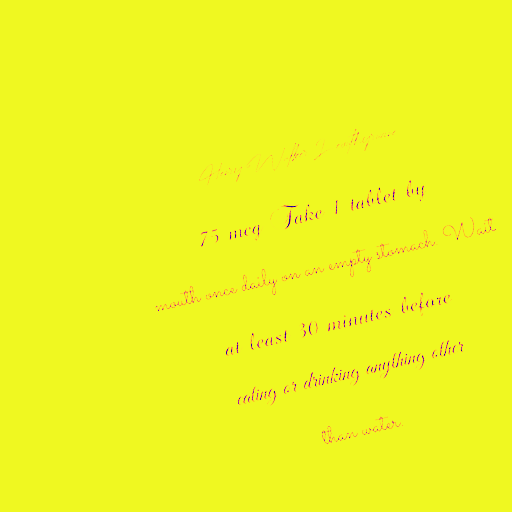 75 mcg Take 1 tablet by
mouth once daily on an empty stomach. Wait
at least 30 minutes before
eating or drinking anything other
than water